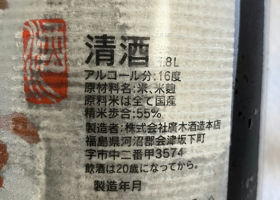 清酒 1.8L
アルコール分:16度
原材料名:米、米麹
原料米は全て国産
精米歩合:55%
製造者:株式会社廣木酒造本店
福島県河沼郡会津坂下町
字市中二番甲3574
飲酒は20歳になってから。
製造年月